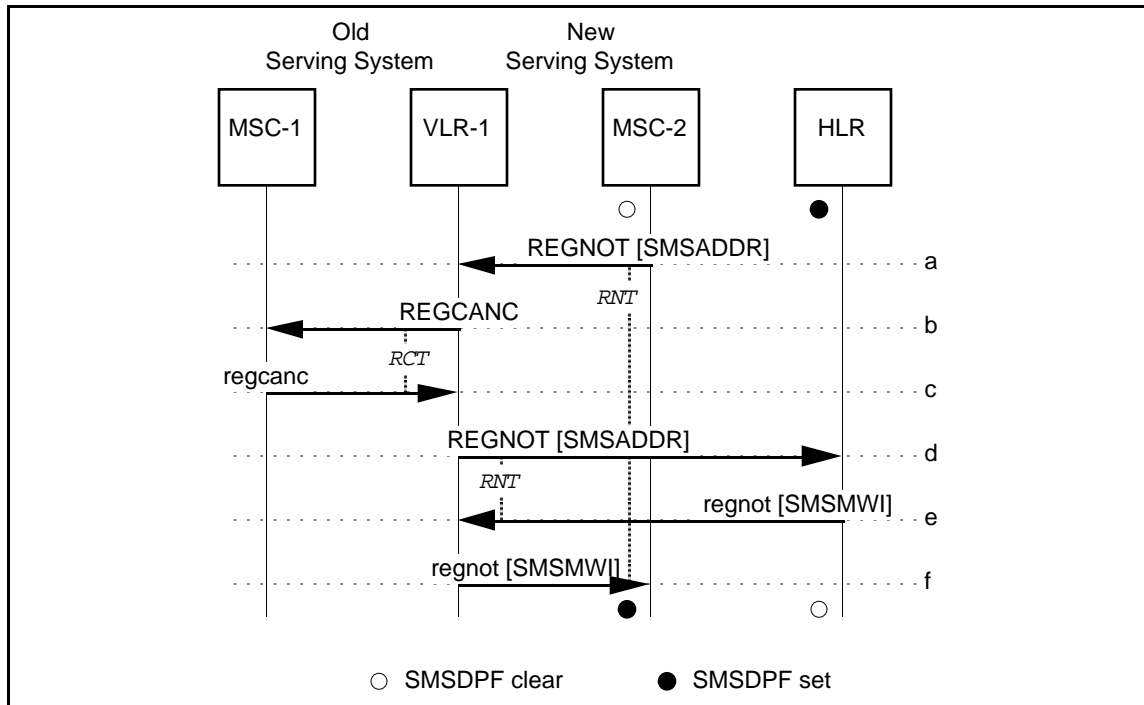 Old
Serving System
New
Serving System
MSC-1
VLR-1
MSC-2
HLR
REGNOT [SMSADDR]
a
RNT
REGCANC
b
RCT
regcanc
c
REGNOT [SMSADDR]
d
RNT
regnot [SMSMWI]
e
regnot [SMSMWI]
f
SMSDPF clear
SMSDPF set